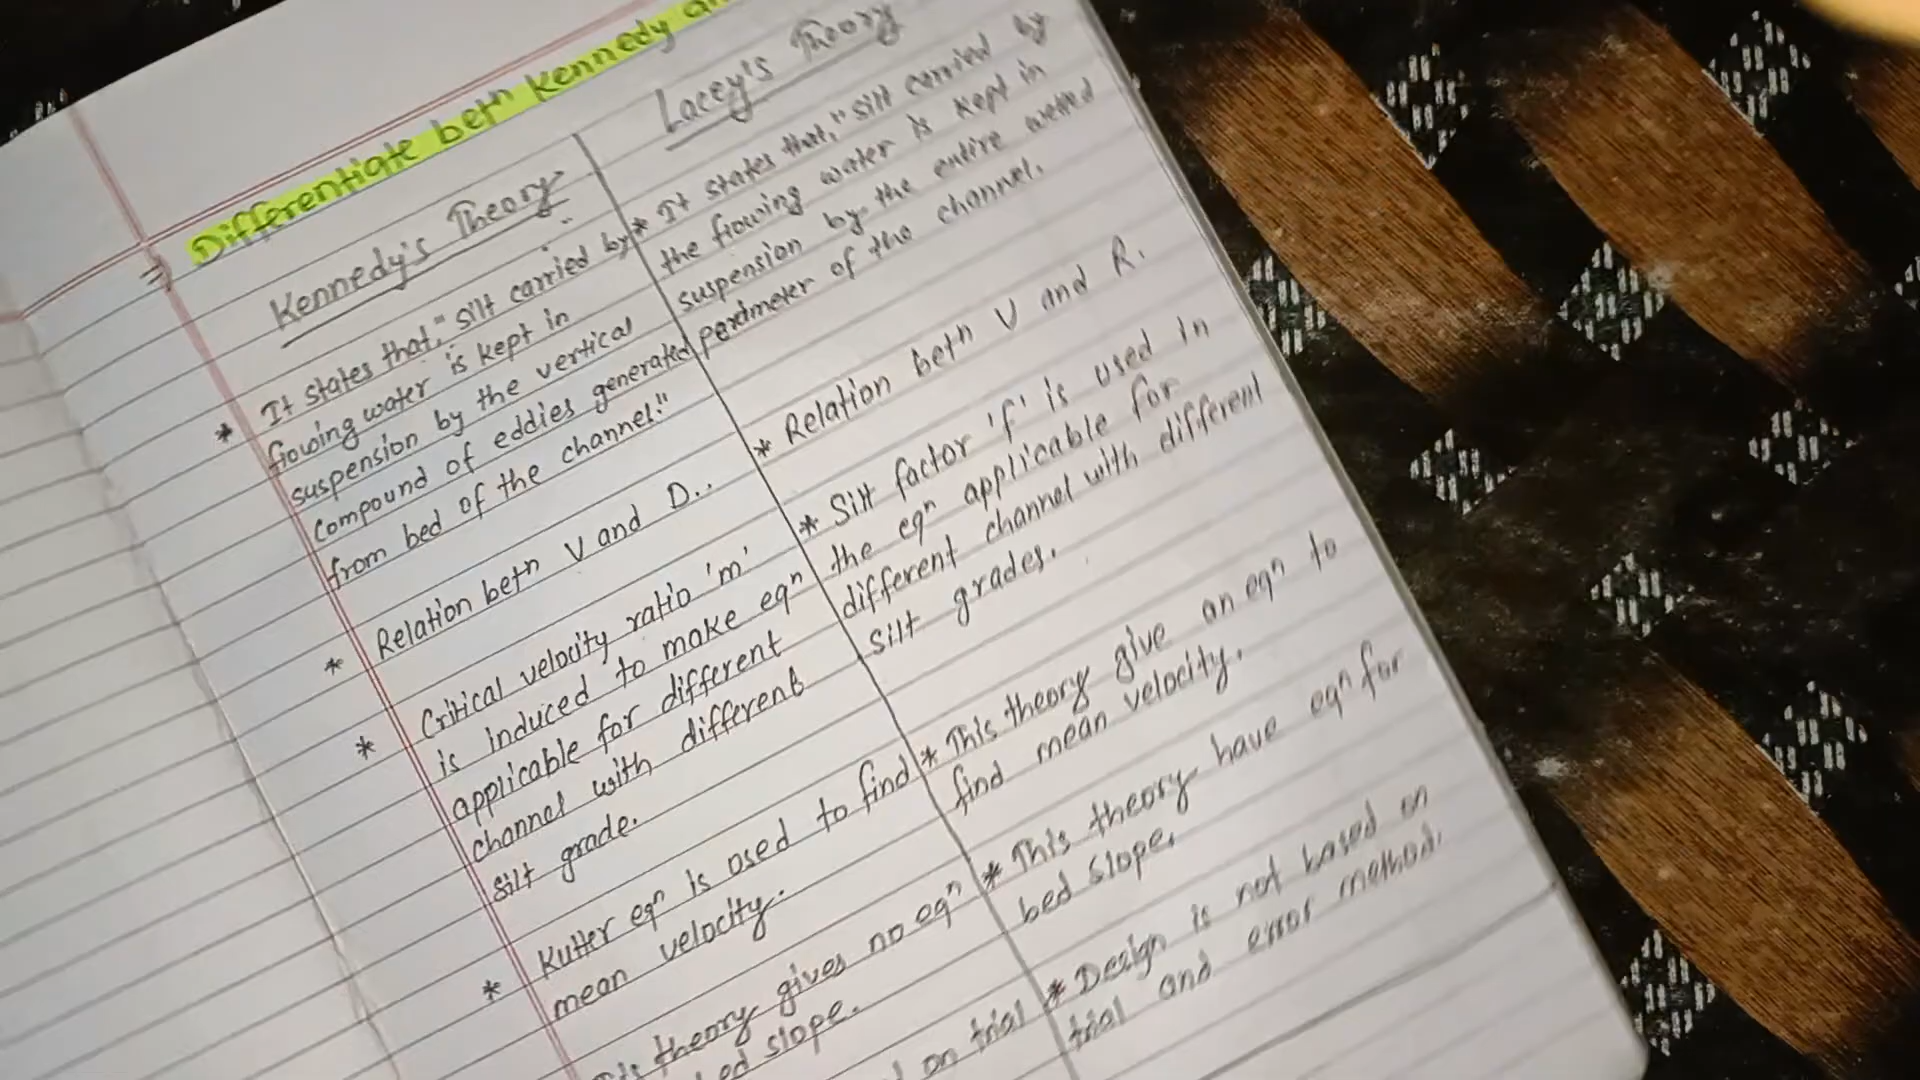 Differentiate betn Kennedy
Kennedy's Theory
* It states that, "silt carried by
flowing water is kept in
suspension by the vertical
compound of eddies generated
from bed of the channel."
* Relation betn V and D..
* Critical velocity ratio 'm'
is induced to make eqn
applicable for different
channel with different
silt grade.
* Kutter eqn is used to find
mean velocity.
theory gives no eqn
slope.
on trial
Lacey's Theory
* It states that, "silt carried by
the flowing water is kept in
suspension by the entire wetted
perimeter of the channel.
* Relation betn V and R.
* Silt factor 'f' is used in
the eqn applicable for
different channel with different
silt grades.
* This theory give an eqn to
find mean velocity.
* This theory have eqn for
bed slope.
* Design is not based on
trial and error method.